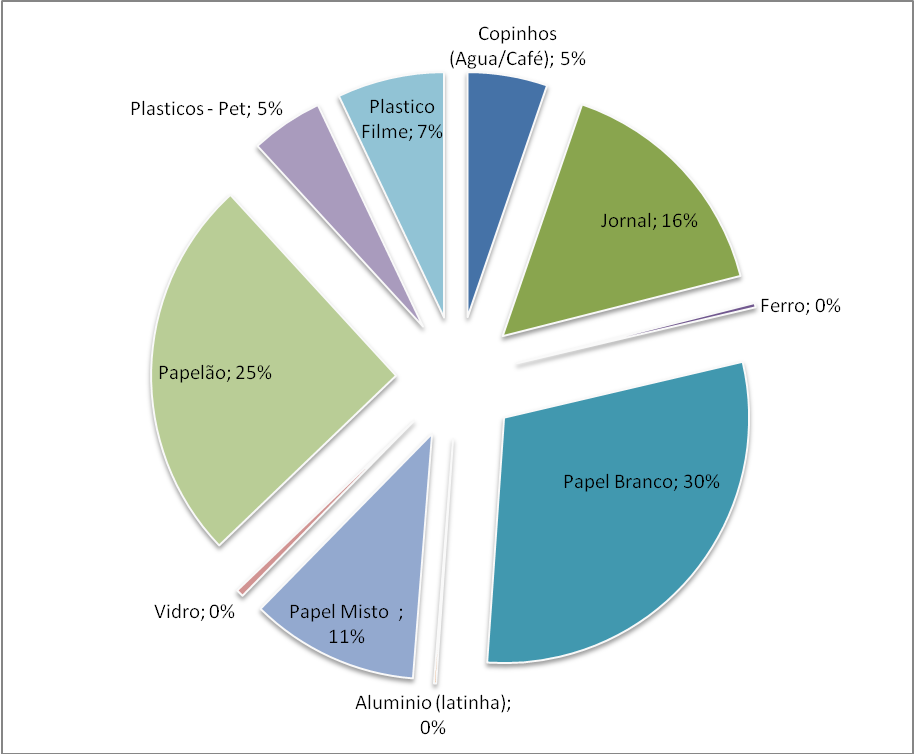 Copinhos
(Agua/Café); 5%
Jornal; 16%
Ferro; 0%
Papel Branco; 30%
Aluminio (latinha);
0%
Papel Misto ;
11%
Vidro; 0%
Papelão; 25%
Plasticos - Pet; 5%
Plastico
Filme; 7%